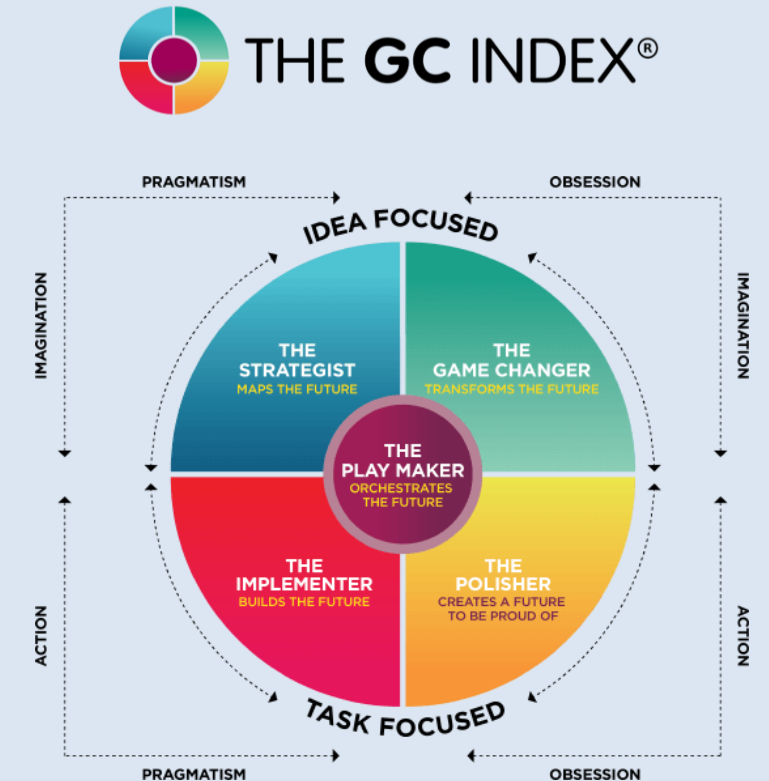 THE GC INDEX®
PRAGMATISM
OBSESSION
IDEA FOCUSED
IMAGINATION
IMAGINATION
THE
STRATEGIST
MAPS THE FUTURE
THE
GAME CHANGER
TRANSFORMS THE FUTURE
THE
PLAY MAKER
ORCHESTRATES
THE FUTURE
THE
IMPLEMENTER
BUILDS THE FUTURE
THE
POLISHER
CREATES A FUTURE
TO BE PROUD OF
ACTION
ACTION
TASK FOCUSED
PRAGMATISM
OBSESSION